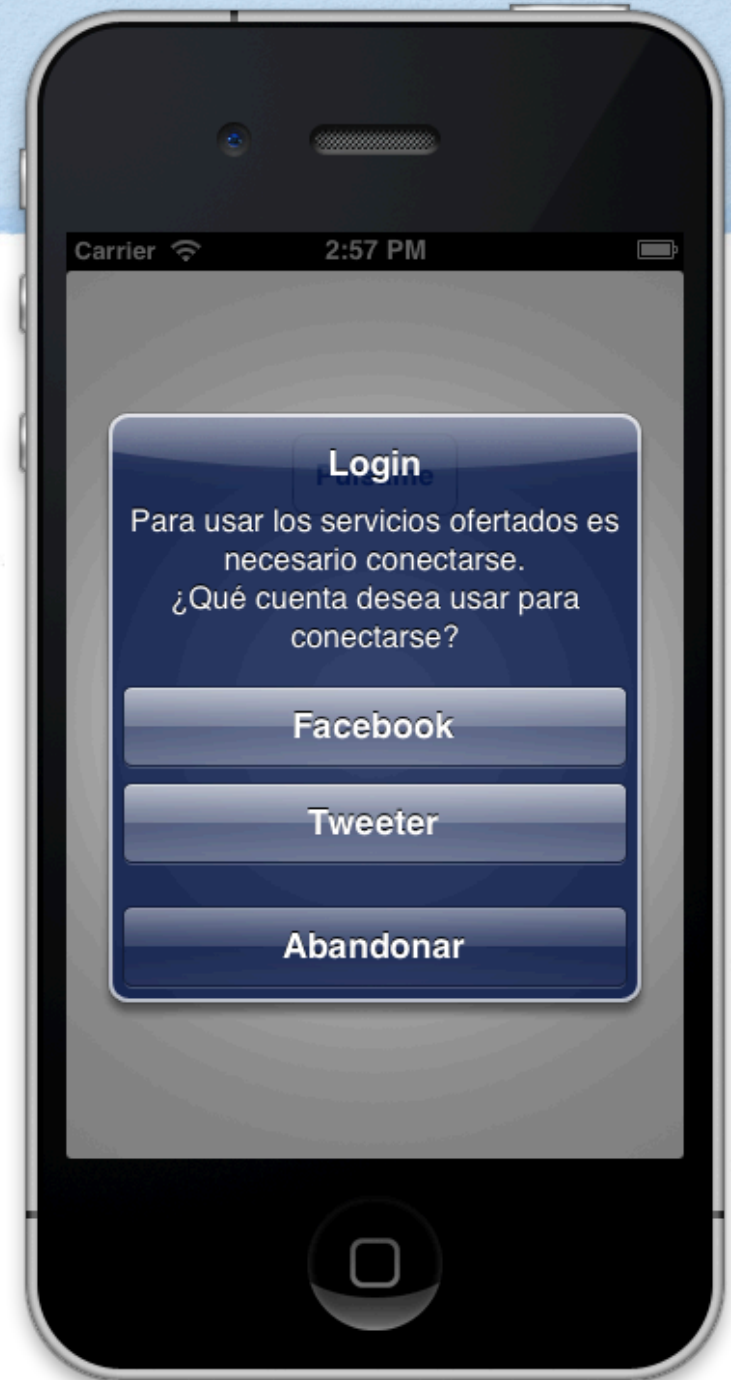 Carrier 2:57 PM
Login
Para usar los servicios ofertados es
necesario conectarse.
¿Qué cuenta desea usar para
conectarse?
Facebook
Tweeter
Abandonar